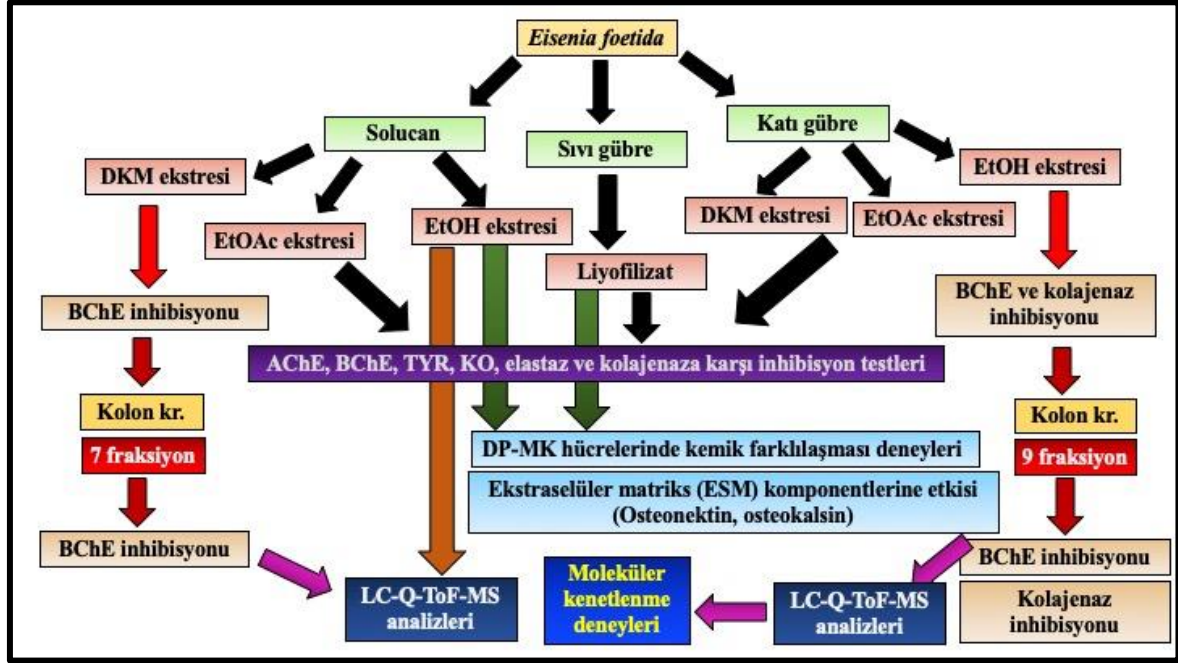 Eisenia foetida
Solucan
Sıvı gübre
Katı gübre
DKM ekstresi
EtOAc ekstresi
EtOH ekstresi
Liyofilizat
DKM ekstresi
EtOAc ekstresi
EtOH ekstresi
BChE inhibisyonu
BChE ve kolajenaz
inhibisyonu
AChE, BChE, TYR, KO, elastaz ve kolajenaza karşı inhibisyon testleri
Kolon kr.
7 fraksiyon
Kolon kr.
9 fraksiyon
DP-MK hücrelerinde kemik farklılaşması deneyleri
Ekstraselüler matriks (ESM) komponentlerine etkisi
(Osteonektin, osteokalsin)
BChE inhibisyonu
BChE inhibisyonu
Kolajenaz
inhibisyonu
LC-Q-ToF-MS
analizleri
Moleküler
kenetlenme
deneyleri
LC-Q-ToF-MS
analizleri